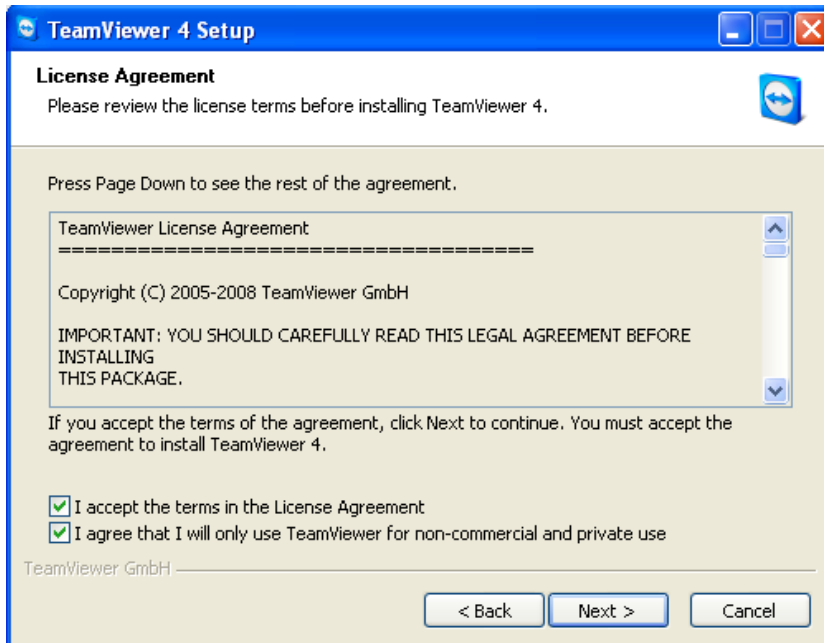 TeamViewer 4 Setup
License Agreement
Please review the license terms before installing TeamViewer 4.
Press Page Down to see the rest of the agreement.
TeamViewer License Agreement
====================================
Copyright (C) 2005-2008 TeamViewer GmbH
IMPORTANT: YOU SHOULD CAREFULLY READ THIS LEGAL AGREEMENT BEFORE
INSTALLING
THIS PACKAGE.
If you accept the terms of the agreement, click Next to continue. You must accept the
agreement to install TeamViewer 4.
I accept the terms in the License Agreement
I agree that I will only use TeamViewer for non-commercial and private use
TeamViewer GmbH
< Back Next > Cancel